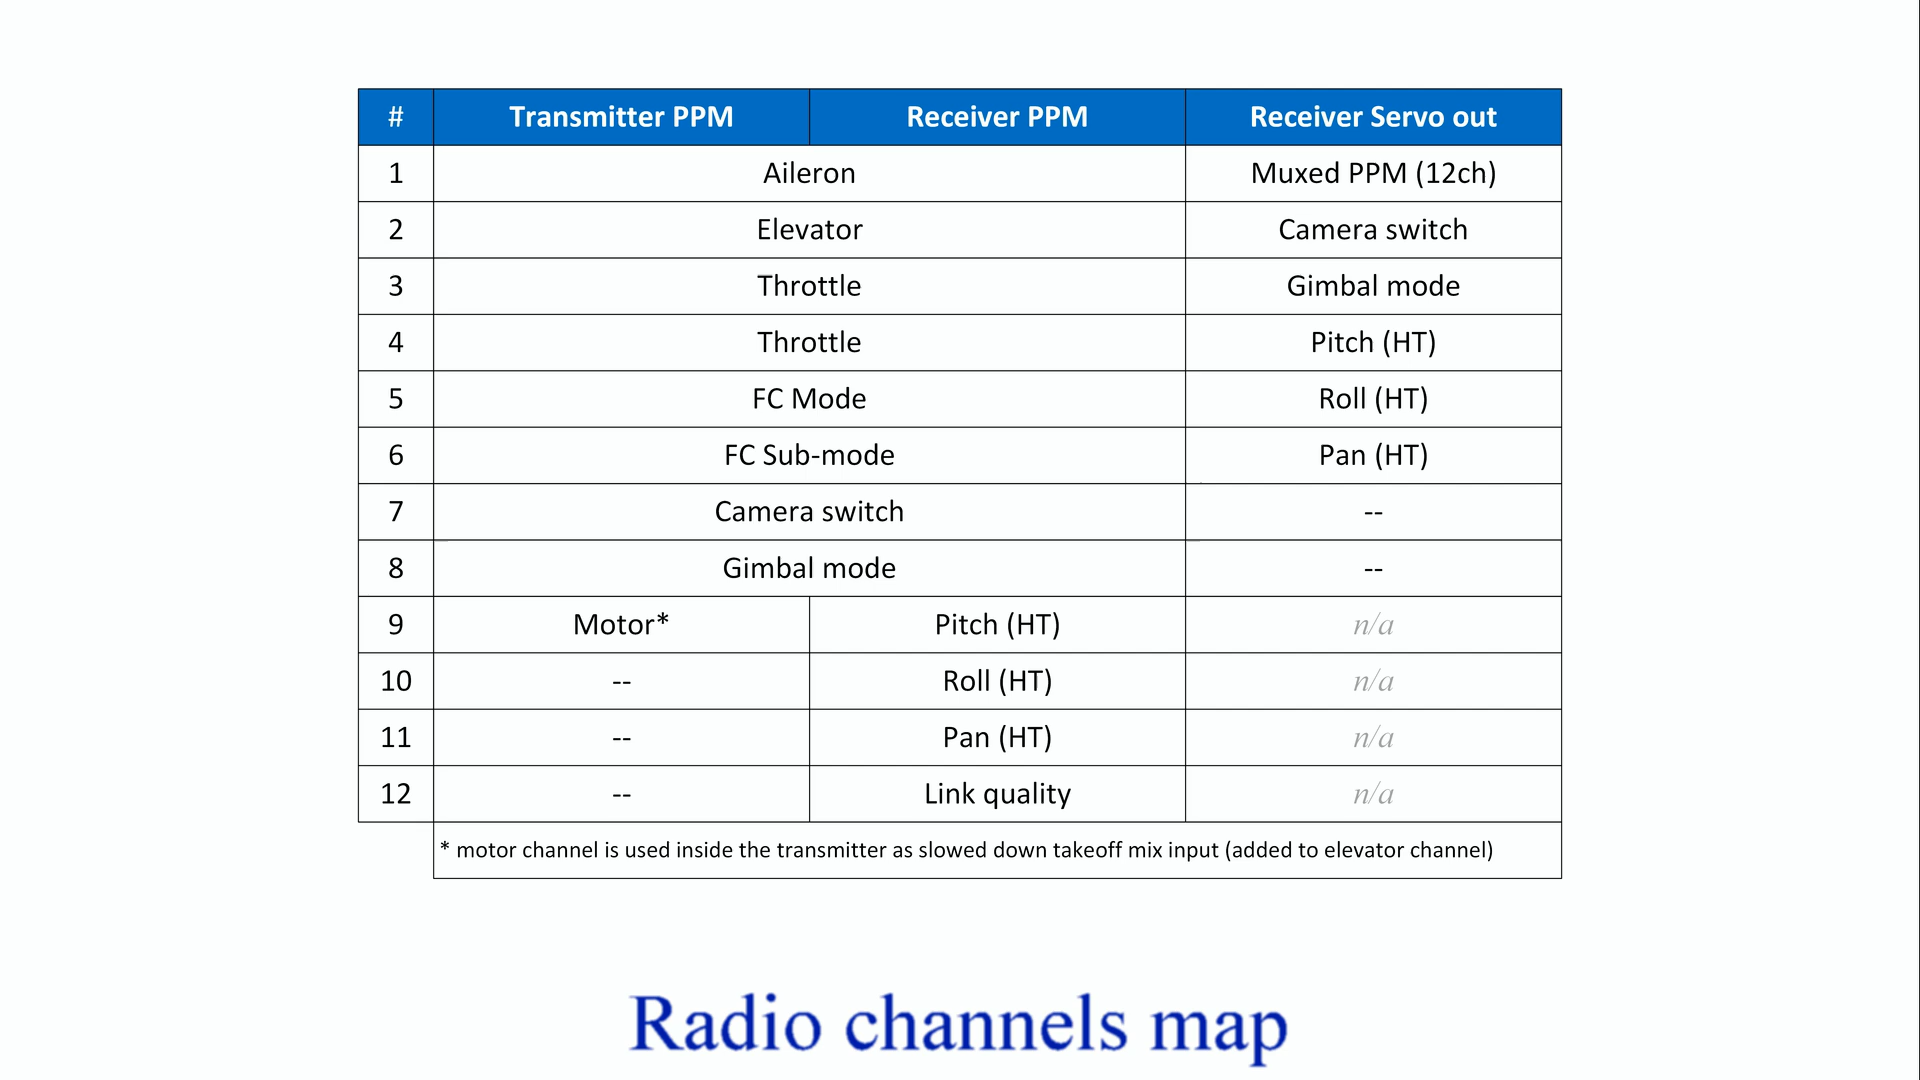 # Transmitter PPM Receiver PPM Receiver Servo out
1 Aileron Muxed PPM (12ch)
2 Elevator Camera switch
3 Throttle Gimbal mode
4 Throttle Pitch (HT)
5 FC Mode Roll (HT)
6 FC Sub-mode Pan (HT)
7 Camera switch --
8 Gimbal mode --
9 Motor* Pitch (HT) n/a
10 -- Roll (HT) n/a
11 -- Pan (HT) n/a
12 -- Link quality n/a
* motor channel is used inside the transmitter as slowed down takeoff mix input (added to elevator channel)
Radio channels map